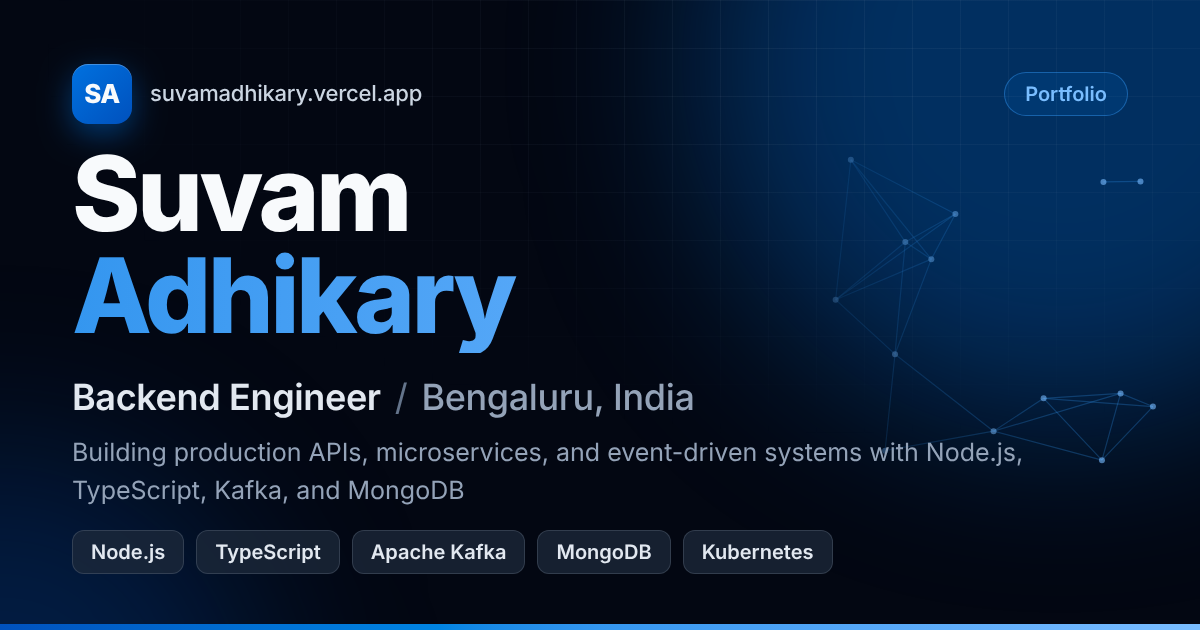 SA
suvamadhikary.vercel.app
Portfolio
Suvam
Adhikary
Backend Engineer / Bengaluru, India
Building production APIs, microservices, and event-driven systems with Node.js,
TypeScript, Kafka, and MongoDB
Node.js
TypeScript
Apache Kafka
MongoDB
Kubernetes